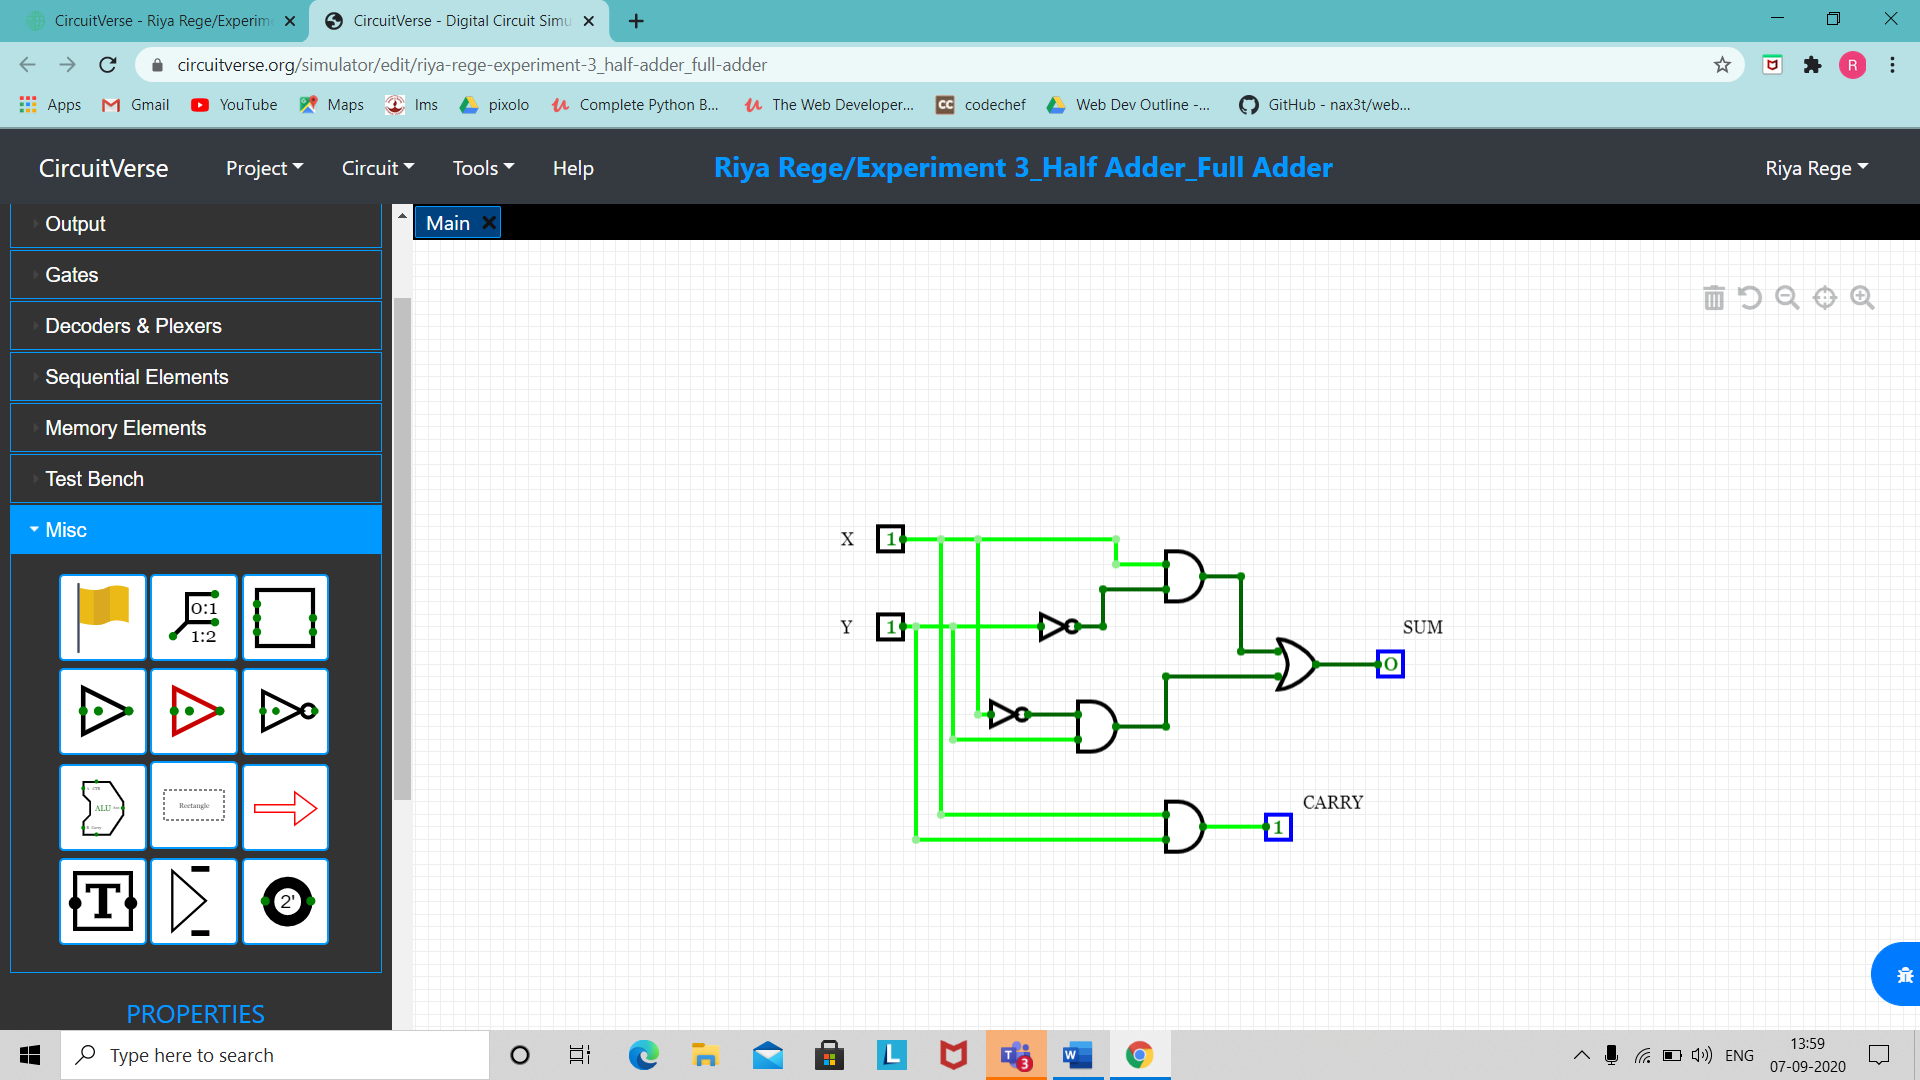 CircuitVerse - Riya Rege/Experim
CircuitVerse - Digital Circuit Simu
circuitverse.org/simulator/edit/riya-rege-experiment-3_half-adder_full-adder
R
Apps
Gmail
YouTube
Maps
Ims
pixolo
Complete Python B...
The Web Developer...
CC
codechef
Web Dev Outline -...
GitHub - nax3t/web...
CircuitVerse
Project
Circuit
Tools
Help
Riya Rege/Experiment 3_Half Adder_Full Adder
Riya Rege
Output
Gates
Decoders & Plexers
Sequential Elements
Memory Elements
Test Bench
Misc
0:1
1:2
ALU
Rectangle
T
2'
PROPERTIES
Main
X
1
Y
1
SUM
0
CARRY
1
Type here to search
L
T
3
W
ENG
13:59
07-09-2020